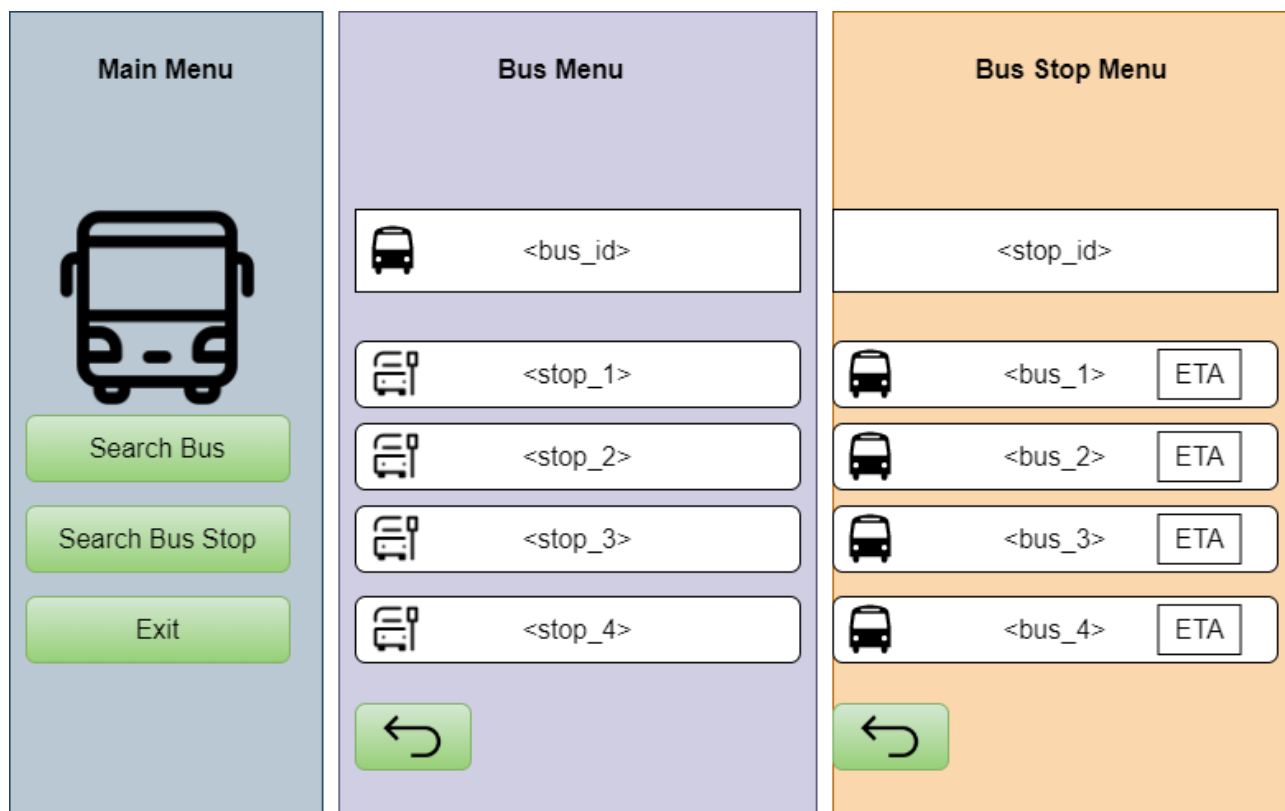 Main Menu
Search Bus
Search Bus Stop
Exit
Bus Menu
<bus_id>
<stop_1>
<stop_2>
<stop_3>
<stop_4>
Bus Stop Menu
<stop_id>
<bus_1> ETA
<bus_2> ETA
<bus_3> ETA
<bus_4> ETA